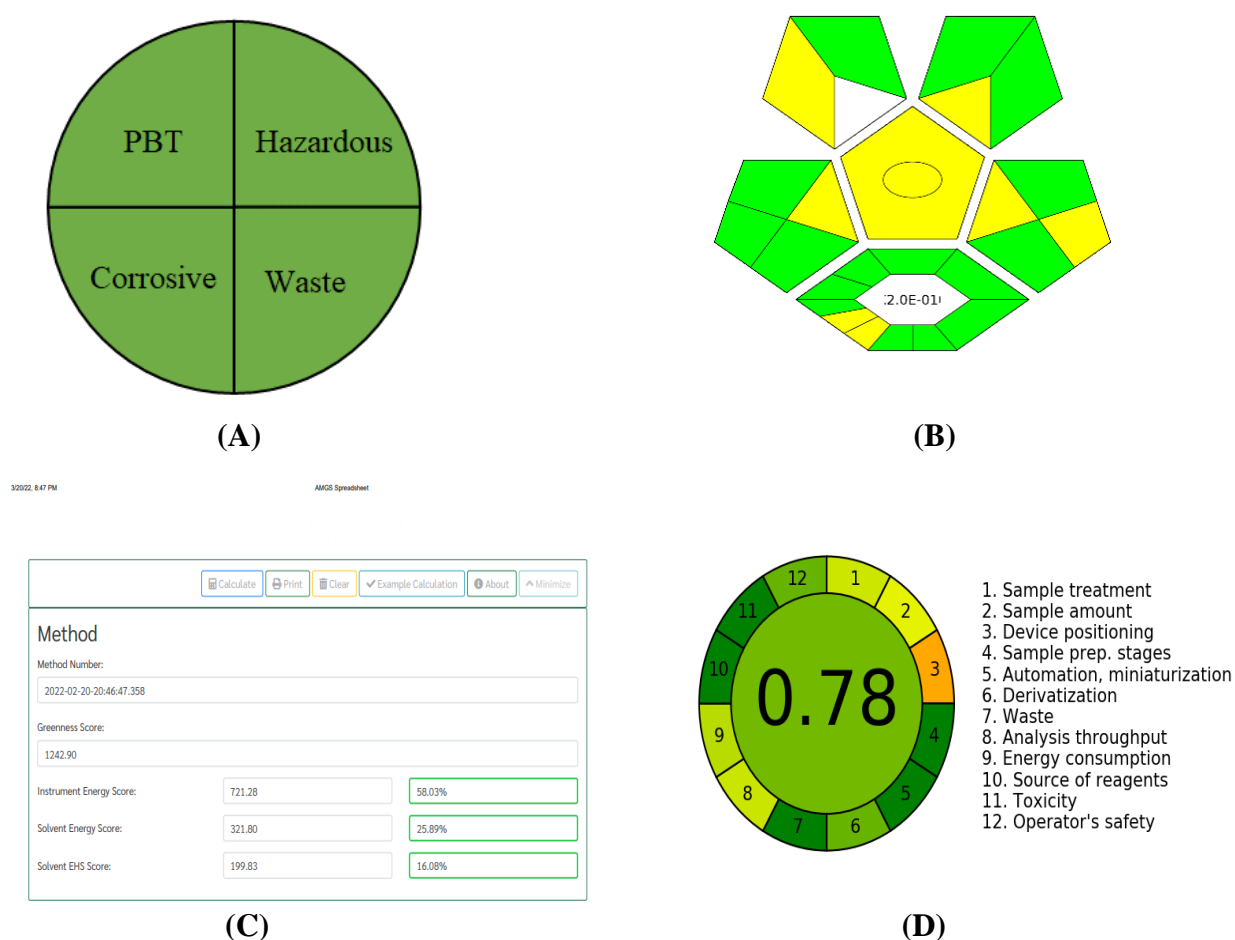 PBT
Hazardous
Corrosive
Waste
(A)
2.0E-01
(B)
3/20/22, 8:47 PM
AMGS Spreadsheet
Calculate
Print
Clear
Example Calculation
About
Minimize
Method
Method Number:
2022-02-20-20:46:47.358
Greenness Score:
1242.90
Instrument Energy Score:
721.28
58.03%
Solvent Energy Score:
321.80
25.89%
Solvent EHS Score:
199.83
16.08%
(C)
12
1
11
2
10
3
0.78
9
4
8
5
7
6
1. Sample treatment
2. Sample amount
3. Device positioning
4. Sample prep. stages
5. Automation, miniaturization
6. Derivatization
7. Waste
8. Analysis throughput
9. Energy consumption
10. Source of reagents
11. Toxicity
12. Operator's safety
(D)